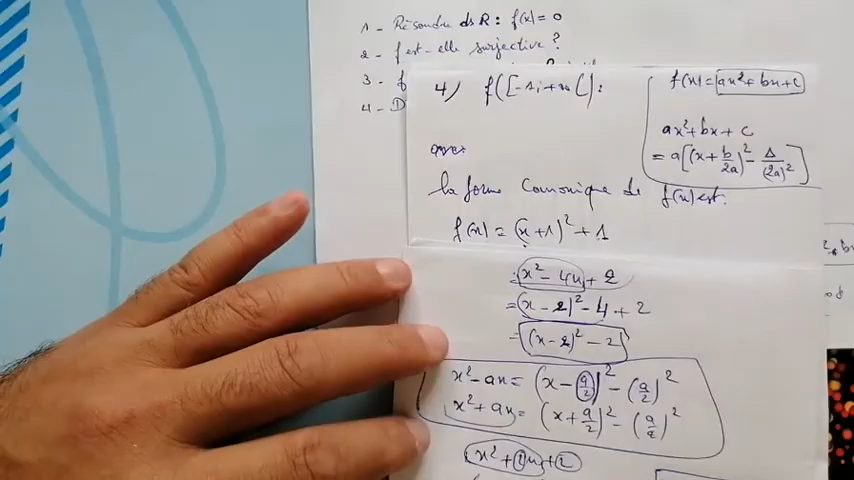 1 - Résoudre ds R : f(x) = 0
2 - f est-elle surjective ?
3 - f
4 - D
4) f([-1; +∞[) :
f(x) = ax² + bx + c
ax² + bx + c
= a[(x + b/2a)² - Δ/(2a)²]
la forme Canonique de f(x) est :
f(x) = (x+1)² + 1
= x² - 4x + 2
= (x - 2)² - 4 + 2
= (x - 2)² - 2
x² - ax = (x - a/2)² - (a/2)²
x² + ax = (x + a/2)² - (a/2)²
x² + 2x + 2